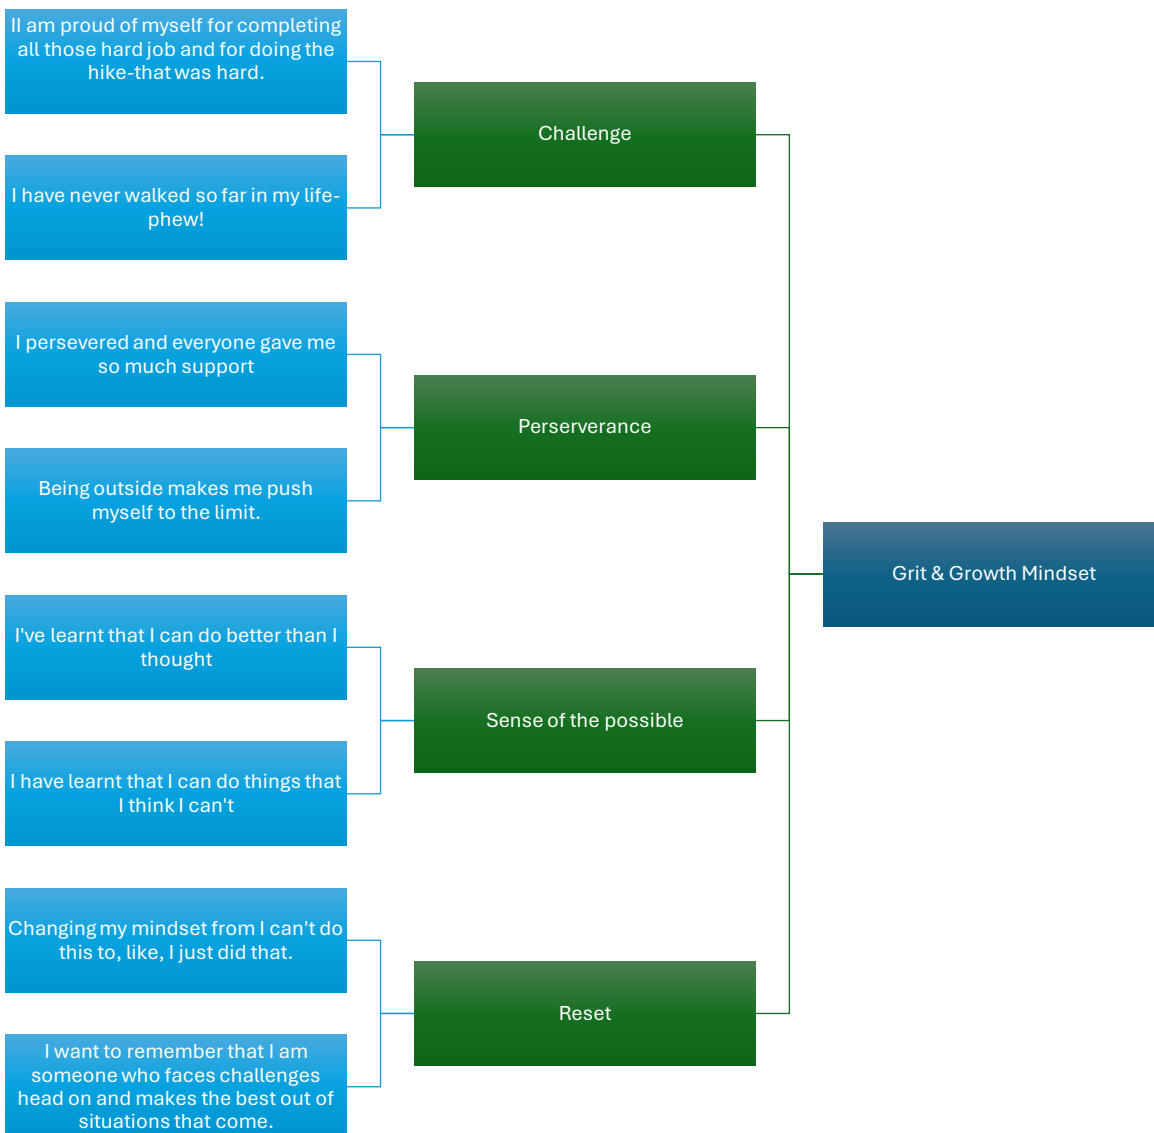 II am proud of myself for completing
all those hard job and for doing the
hike-that was hard.
I have never walked so far in my life-
phew!
Challenge
I persevered and everyone gave me
so much support
Being outside makes me push
myself to the limit.
Perserverance
I've learnt that I can do better than I
thought
I have learnt that I can do things that
I think I can't
Sense of the possible
Changing my mindset from I can't do
this to, like, I just did that.
I want to remember that I am
someone who faces challenges
head on and makes the best out of
situations that come.
Reset
Grit & Growth Mindset